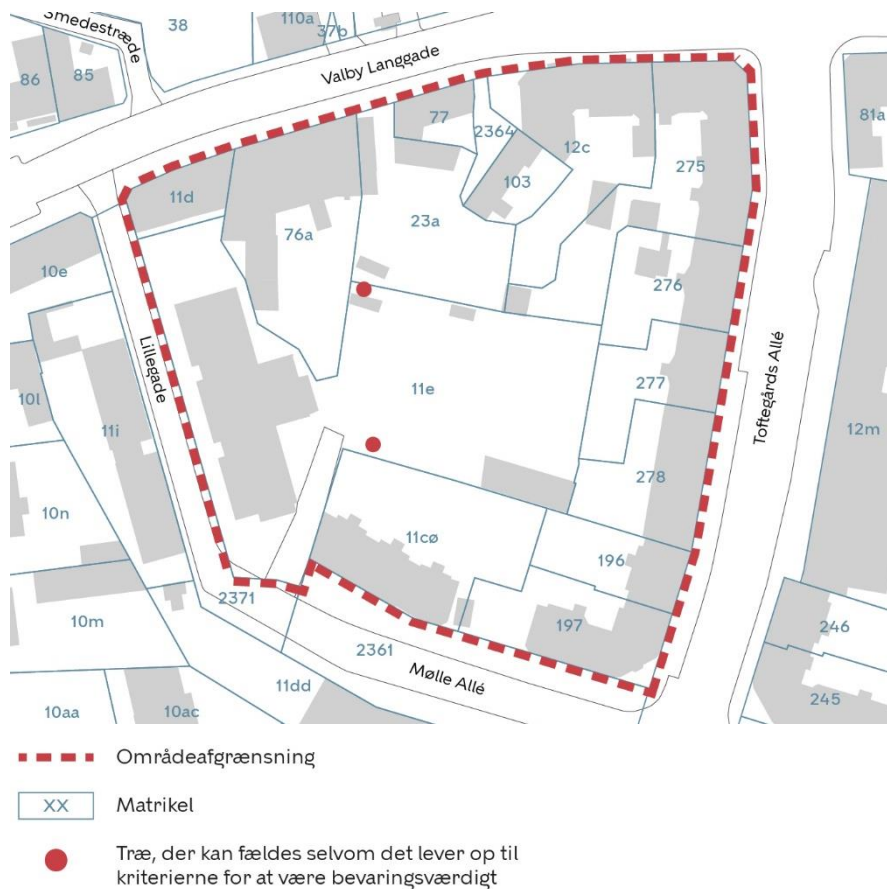 Smedestræde
38
110a
37b
86
85
Valby Langgade
81a
77
2364
12c
103
275
11d
23a
76a
10e
276
Lillegade
277
Toftegårds Allé
11e
10l
11i
12m
278
10n
11cø
196
2371
197
10m
2361
246
Mølle Allé
11dd
245
10aa
10ac
Områdeafgrænsning
XX
Matrikel
Træ, der kan fældes selvom det lever op til
kriterierne for at være bevaringsværdigt